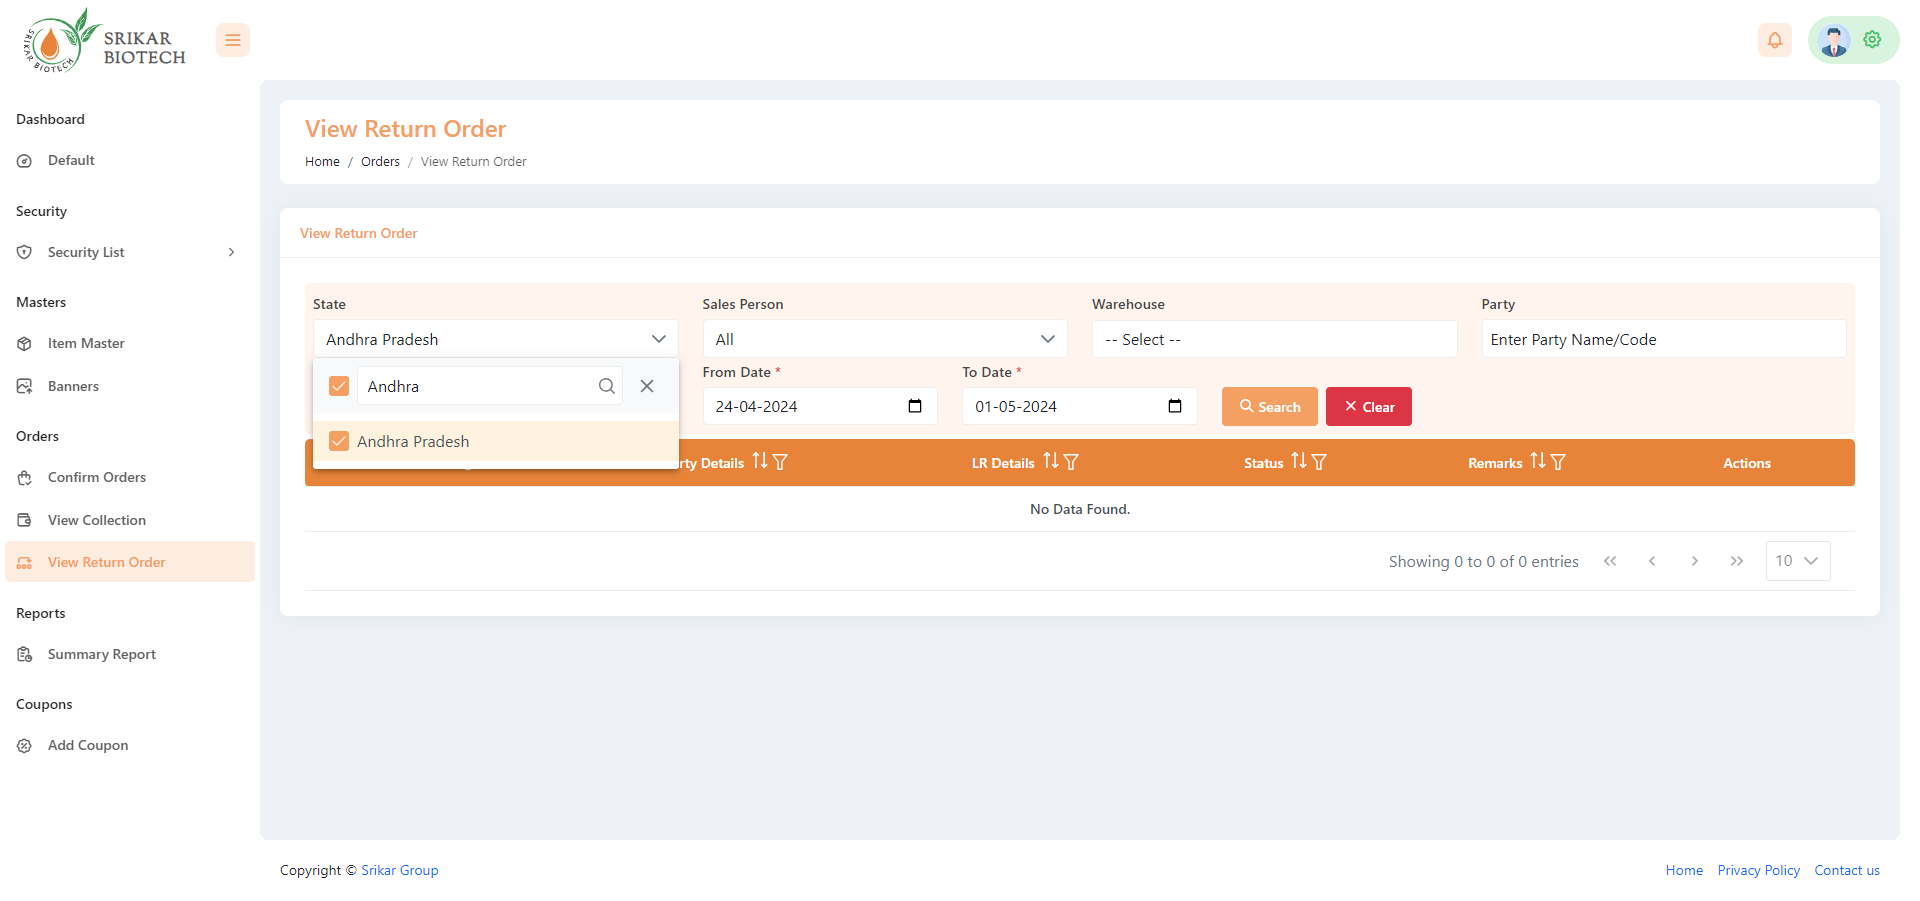 SRIKAR BIOTECH
SRIKAR
BIOTECH
Dashboard
Default
Security
Security List
Masters
Item Master
Banners
Orders
Confirm Orders
View Collection
View Return Order
Reports
Summary Report
Coupons
Add Coupon
View Return Order
Home / Orders / View Return Order
View Return Order
State Sales Person Warehouse Party
Andhra Pradesh All -- Select -- Enter Party Name/Code
From Date * To Date *
Andhra 24-04-2024 01-05-2024 Search Clear
Andhra Pradesh
rty Details LR Details Status Remarks Actions
No Data Found.
Showing 0 to 0 of 0 entries 10
Copyright © Srikar Group Home Privacy Policy Contact us